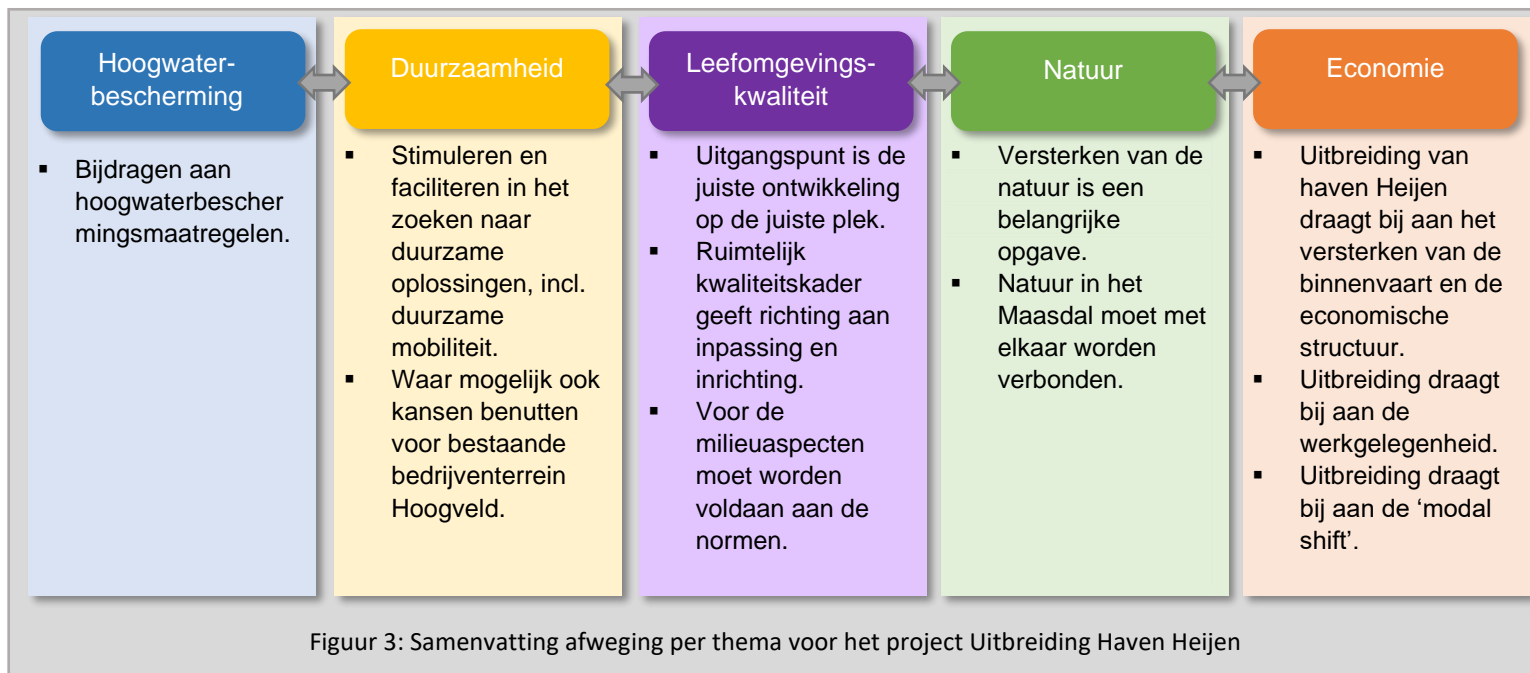 Hoogwater-
bescherming
▪ Bijdragen aan
hoogwaterbescher
mingsmaatregelen.
Duurzaamheid
▪ Stimuleren en
faciliteren in het
zoeken naar
duurzame
oplossingen, incl.
duurzame
mobiliteit.
▪ Waar mogelijk ook
kansen benutten
voor bestaande
bedrijventerrein
Hoogveld.
Leefomgevings-
kwaliteit
▪ Uitgangspunt is de
juiste ontwikkeling
op de juiste plek.
▪ Ruimtelijk
kwaliteitskader
geeft richting aan
inpassing en
inrichting.
▪ Voor de
milieuaspecten
moet worden
voldaan aan de
normen.
Natuur
▪ Versterken van de
natuur is een
belangrijke
opgave.
▪ Natuur in het
Maasdal moet met
elkaar worden
verbonden.
Economie
▪ Uitbreiding van
haven Heijen
draagt bij aan het
versterken van de
binnenvaart en de
economische
structuur.
▪ Uitbreiding draagt
bij aan de
werkgelegenheid.
▪ Uitbreiding draagt
bij aan de ‘modal
shift’.
Figuur 3: Samenvatting afweging per thema voor het project Uitbreiding Haven Heijen